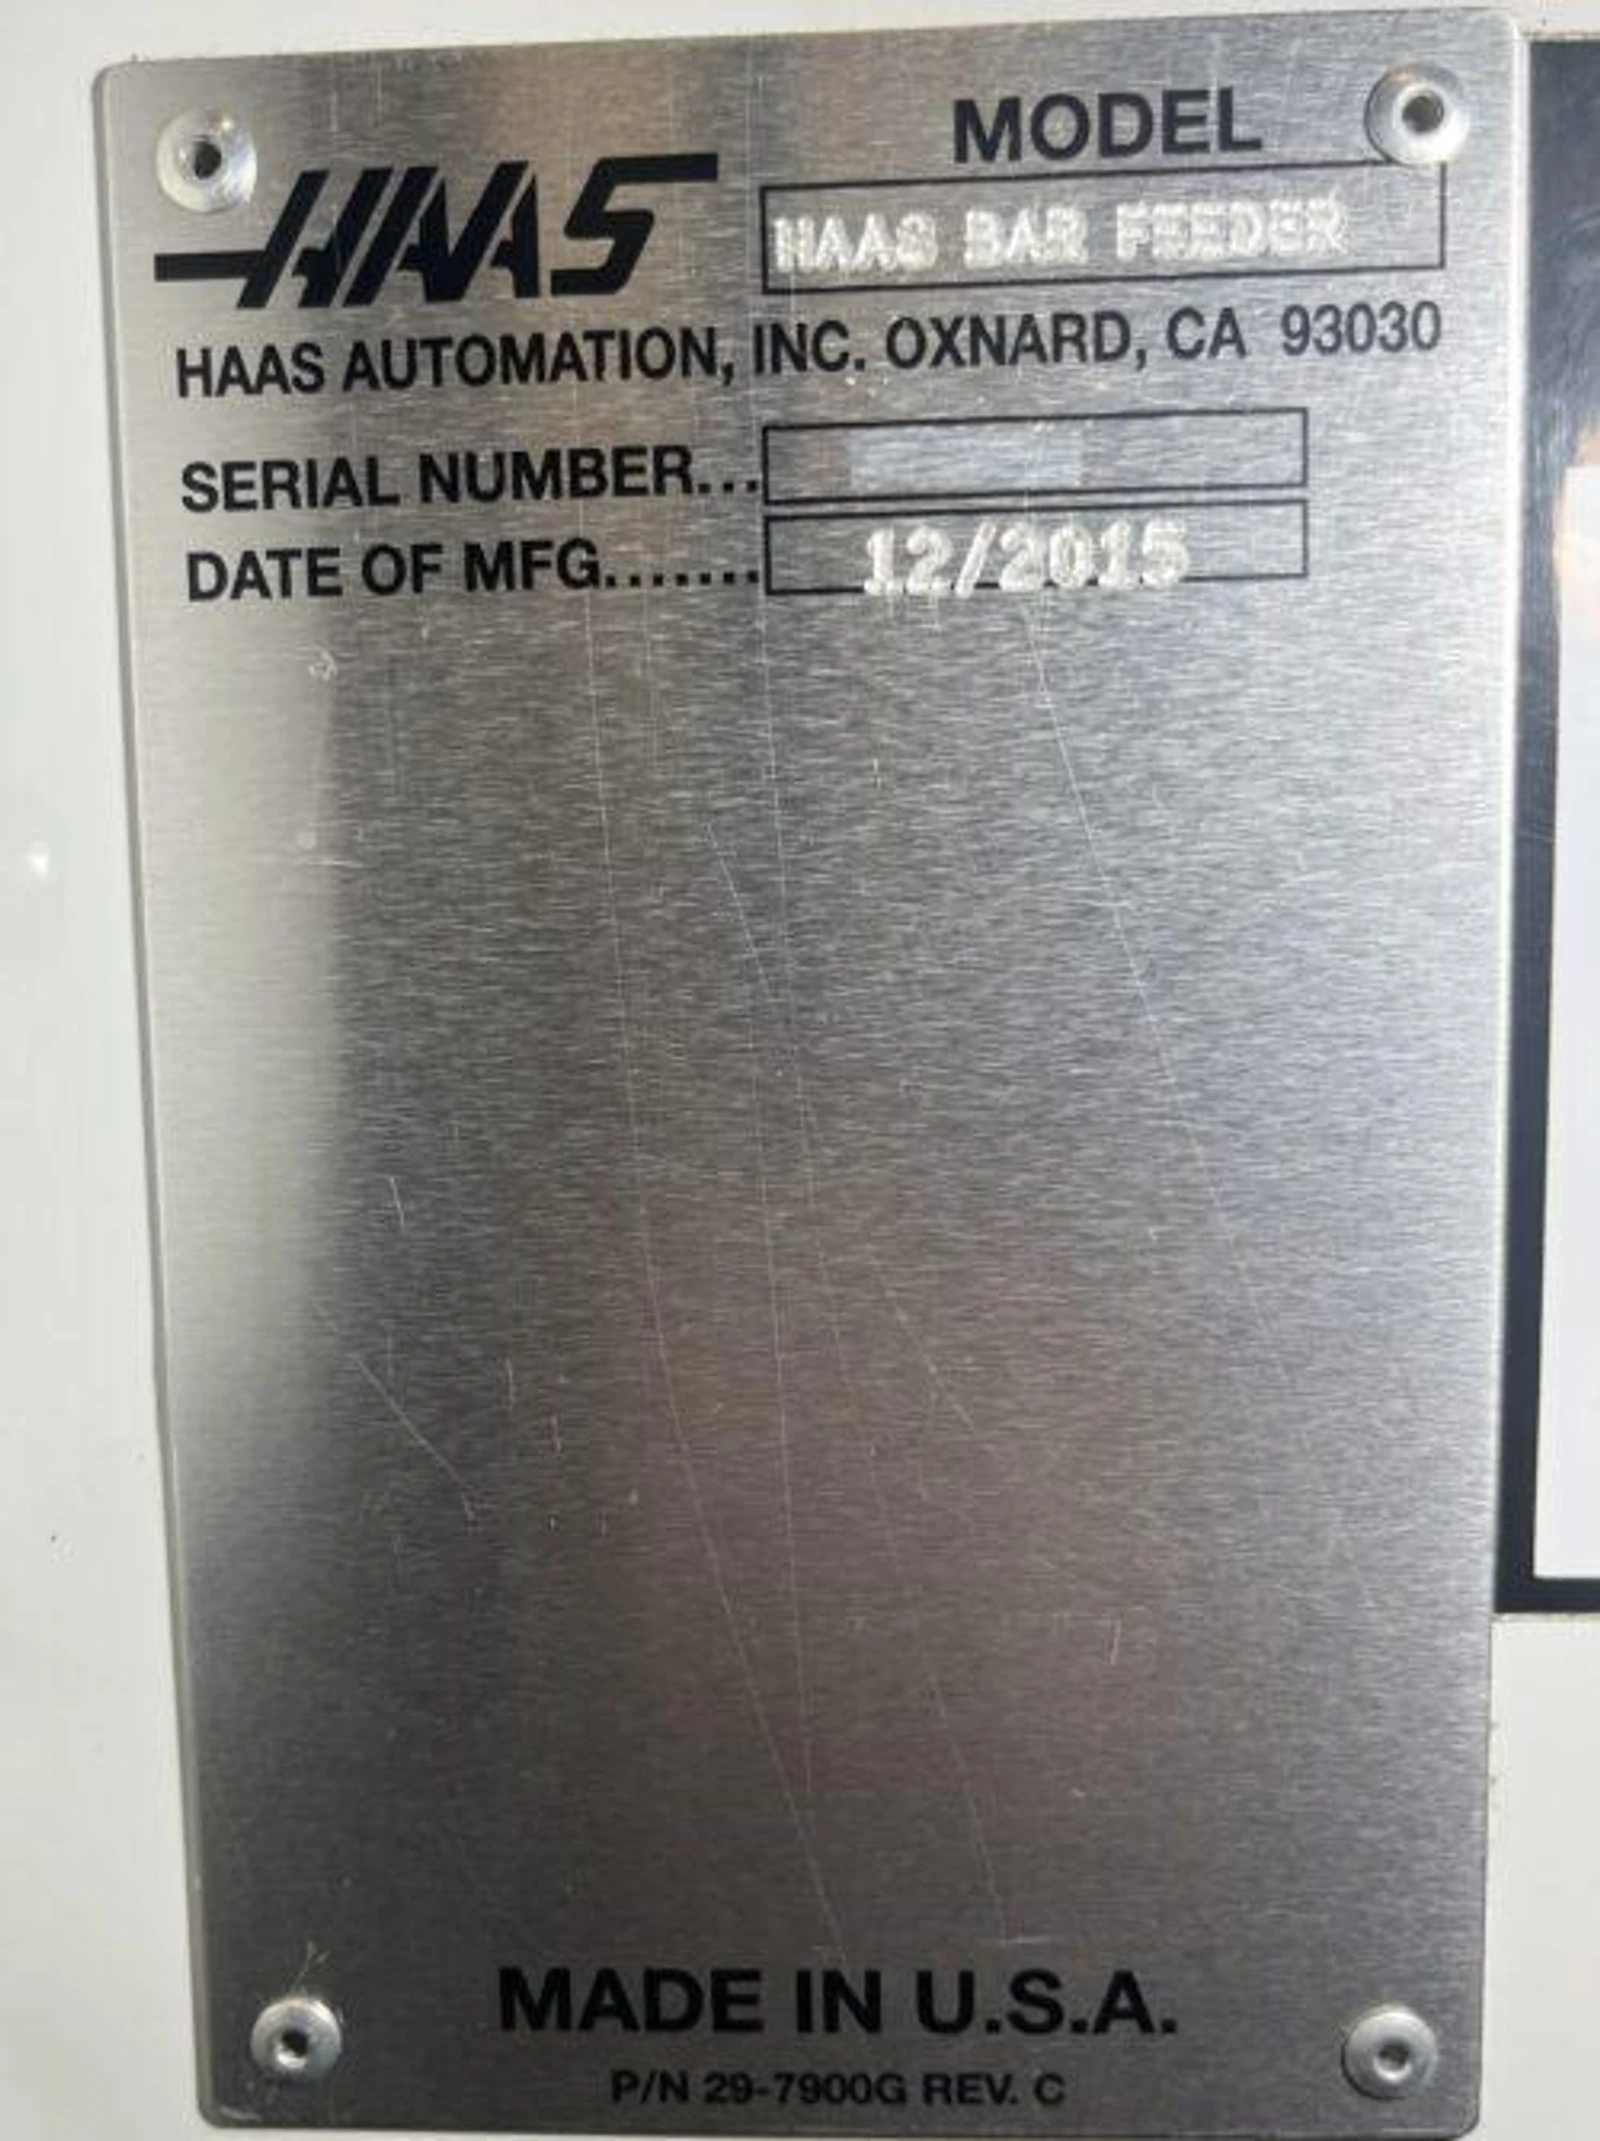 MODEL
HAAS
HAAS BAR FEEDER
HAAS AUTOMATION, INC. OXNARD, CA 93030
SERIAL NUMBER...
DATE OF MFG....... 12/2015
MADE IN U.S.A.
P/N 29-7900G REV. C